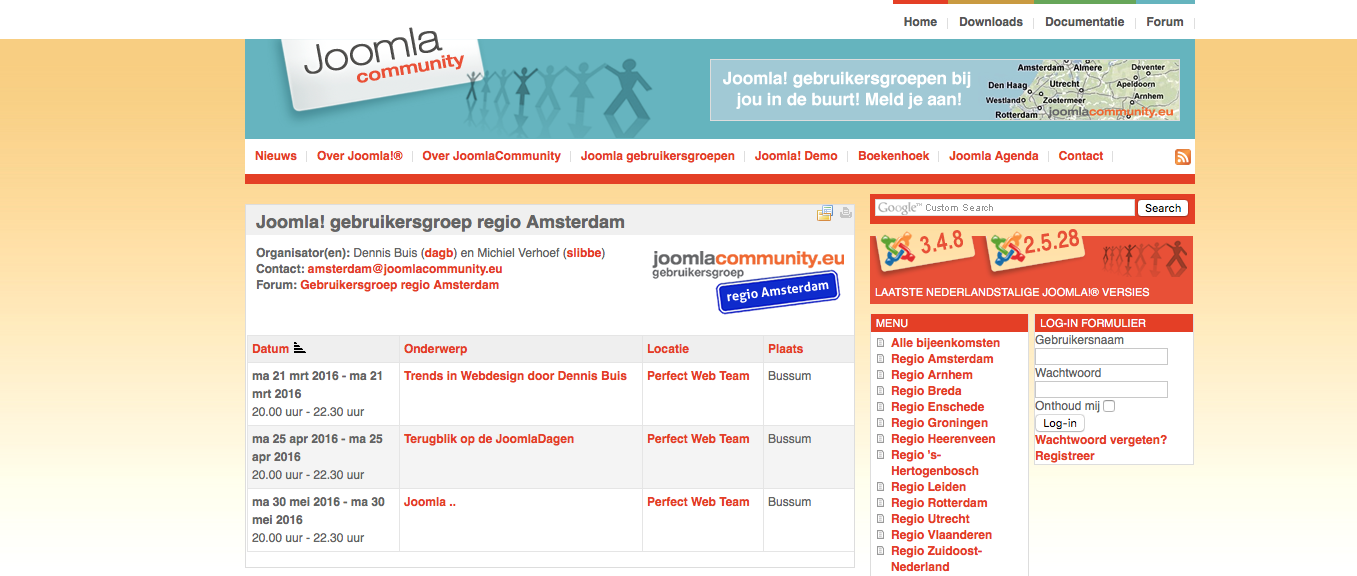 Home Downloads Documentatie Forum
Joomla
community
Joomla! gebruikersgroepen bij
jou in de buurt! Meld je aan!
Amsterdam Almere Deventer
Den Haag Utrecht Apeldoorn
Westland Zoetermeer Arnhem
Rotterdam joomlacommunity.eu
Nieuws Over Joomla!® Over JoomlaCommunity Joomla gebruikersgroepen Joomla! Demo Boekenhoek Joomla Agenda Contact
Joomla! gebruikersgroep regio Amsterdam
Organisator(en): Dennis Buis (dagb) en Michiel Verhoef (slibbe)
Contact: amsterdam@joomlacommunity.eu
Forum: Gebruikersgroep regio Amsterdam
joomlacommunity.eu
gebruikersgroep
regio Amsterdam
Datum Onderwerp Locatie Plaats
ma 21 mrt 2016 - ma 21 Trends in Webdesign door Dennis Buis Perfect Web Team Bussum
mrt 2016
20.00 uur - 22.30 uur
ma 25 apr 2016 - ma 25 Terugblik op de JoomlaDagen Perfect Web Team Bussum
apr 2016
20.00 uur - 22.30 uur
ma 30 mei 2016 - ma 30 Joomla .. Perfect Web Team Bussum
mei 2016
20.00 uur - 22.30 uur
Google™ Custom Search Search
3.4.8 2.5.28
LAATSTE NEDERLANDSTALIGE JOOMLA!® VERSIES
MENU
Alle bijeenkomsten
Regio Amsterdam
Regio Arnhem
Regio Breda
Regio Enschede
Regio Groningen
Regio Heerenveen
Regio 's-
Hertogenbosch
Regio Leiden
Regio Rotterdam
Regio Utrecht
Regio Vlaanderen
Regio Zuidoost-
Nederland
LOG-IN FORMULIER
Gebruikersnaam
Wachtwoord
Onthoud mij
Log-in
Wachtwoord vergeten?
Registreer